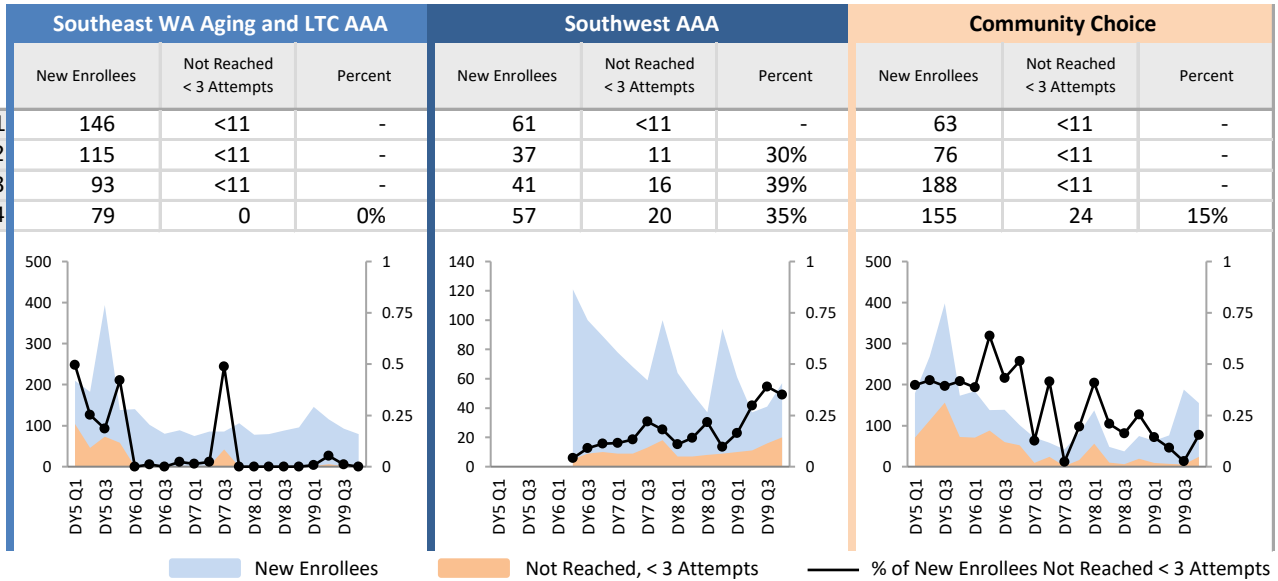 Southeast WA Aging and LTC AAA Southwest AAA Community Choice
New Enrollees Not Reached < 3 Attempts Percent New Enrollees Not Reached < 3 Attempts Percent New Enrollees Not Reached < 3 Attempts Percent
1 146 <11 - 61 <11 - 63 <11 -
2 115 <11 - 37 11 30% 76 <11 -
3 93 <11 - 41 16 39% 188 <11 -
4 79 0 0% 57 20 35% 155 24 15%
500
400
300
200
100
0
1
0.75
0.5
0.25
0
DY5 Q1
DY5 Q3
DY6 Q1
DY6 Q3
DY7 Q1
DY7 Q3
DY8 Q1
DY8 Q3
DY9 Q1
DY9 Q3
140
120
100
80
60
40
20
0
1
0.75
0.5
0.25
0
DY5 Q1
DY5 Q3
DY6 Q1
DY6 Q3
DY7 Q1
DY7 Q3
DY8 Q1
DY8 Q3
DY9 Q1
DY9 Q3
500
400
300
200
100
0
1
0.75
0.5
0.25
0
DY5 Q1
DY5 Q3
DY6 Q1
DY6 Q3
DY7 Q1
DY7 Q3
DY8 Q1
DY8 Q3
DY9 Q1
DY9 Q3
New Enrollees Not Reached, < 3 Attempts % of New Enrollees Not Reached < 3 Attempts